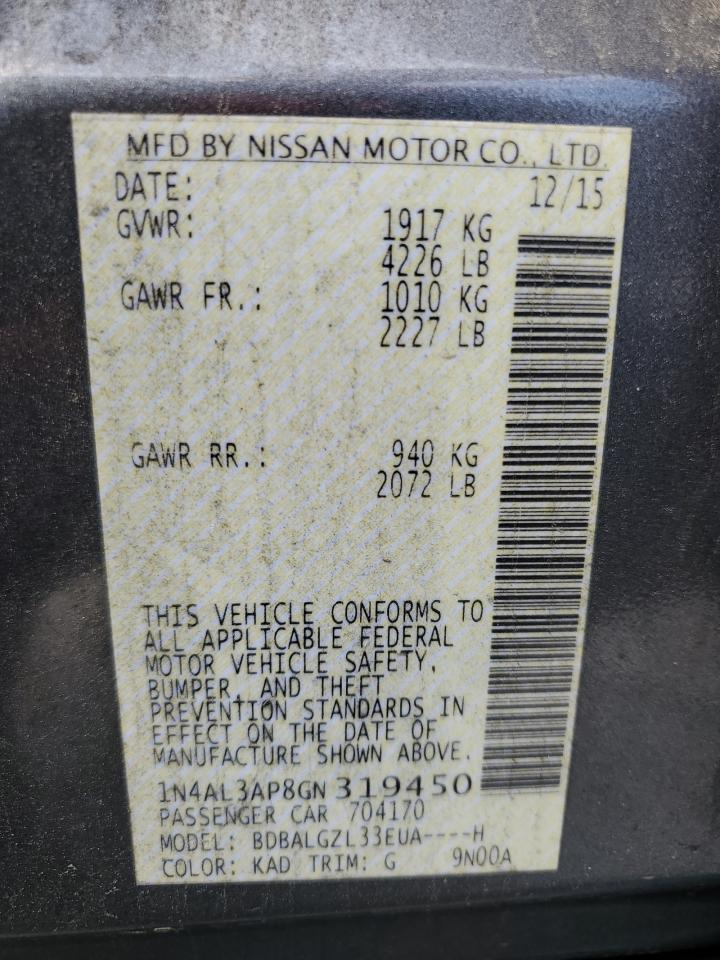 MFD BY NISSAN MOTOR CO., LTD.
DATE: 12/15
GVWR: 1917 KG
4226 LB
GAWR FR.: 1010 KG
2227 LB
GAWR RR.: 940 KG
2072 LB
THIS VEHICLE CONFORMS TO
ALL APPLICABLE FEDERAL
MOTOR VEHICLE SAFETY,
BUMPER, AND THEFT
PREVENTION STANDARDS IN
EFFECT ON THE DATE OF
MANUFACTURE SHOWN ABOVE.
1N4AL3AP8GN 319450
PASSENGER CAR 704170
MODEL: BDBALGZL33EUA----H
COLOR: KAD TRIM: G 9N00A